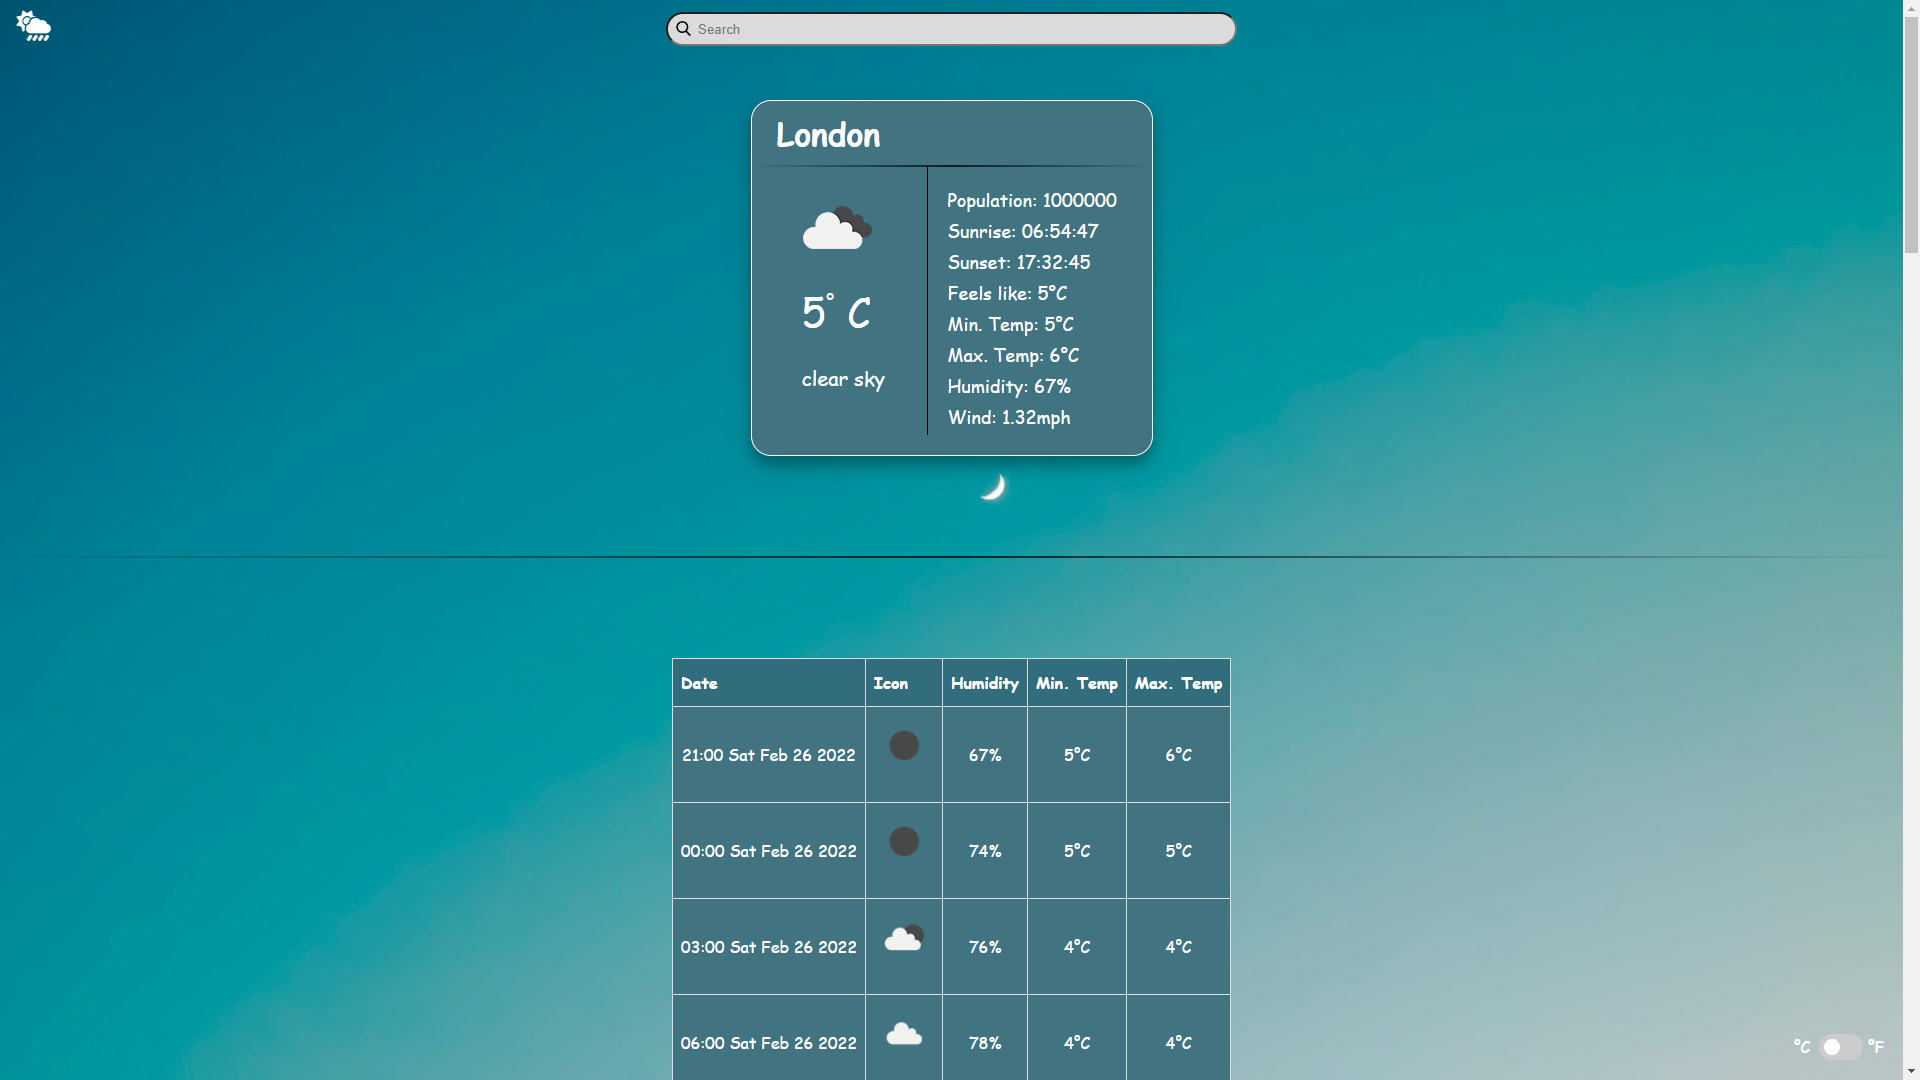 Search
London
5° C
clear sky
Population: 1000000
Sunrise: 06:54:47
Sunset: 17:32:45
Feels like: 5°C
Min. Temp: 5°C
Max. Temp: 6°C
Humidity: 67%
Wind: 1.32mph
Date Icon Humidity Min. Temp Max. Temp
21:00 Sat Feb 26 2022 67% 5°C 6°C
00:00 Sat Feb 26 2022 74% 5°C 5°C
03:00 Sat Feb 26 2022 76% 4°C 4°C
06:00 Sat Feb 26 2022 78% 4°C 4°C
°C °F